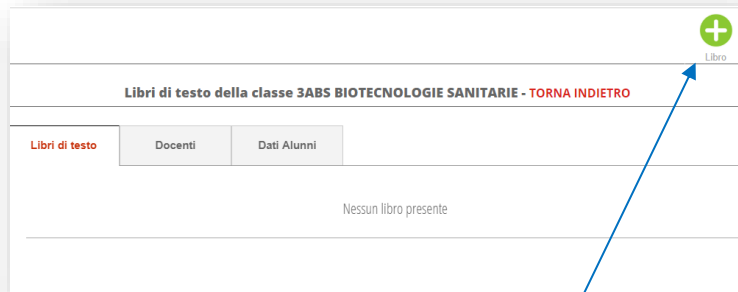 Libro
Libri di testo della classe 3ABS BIOTECNOLOGIE SANITARIE - TORNA INDIETRO
Libri di testo Docenti Dati Alunni
Nessun libro presente